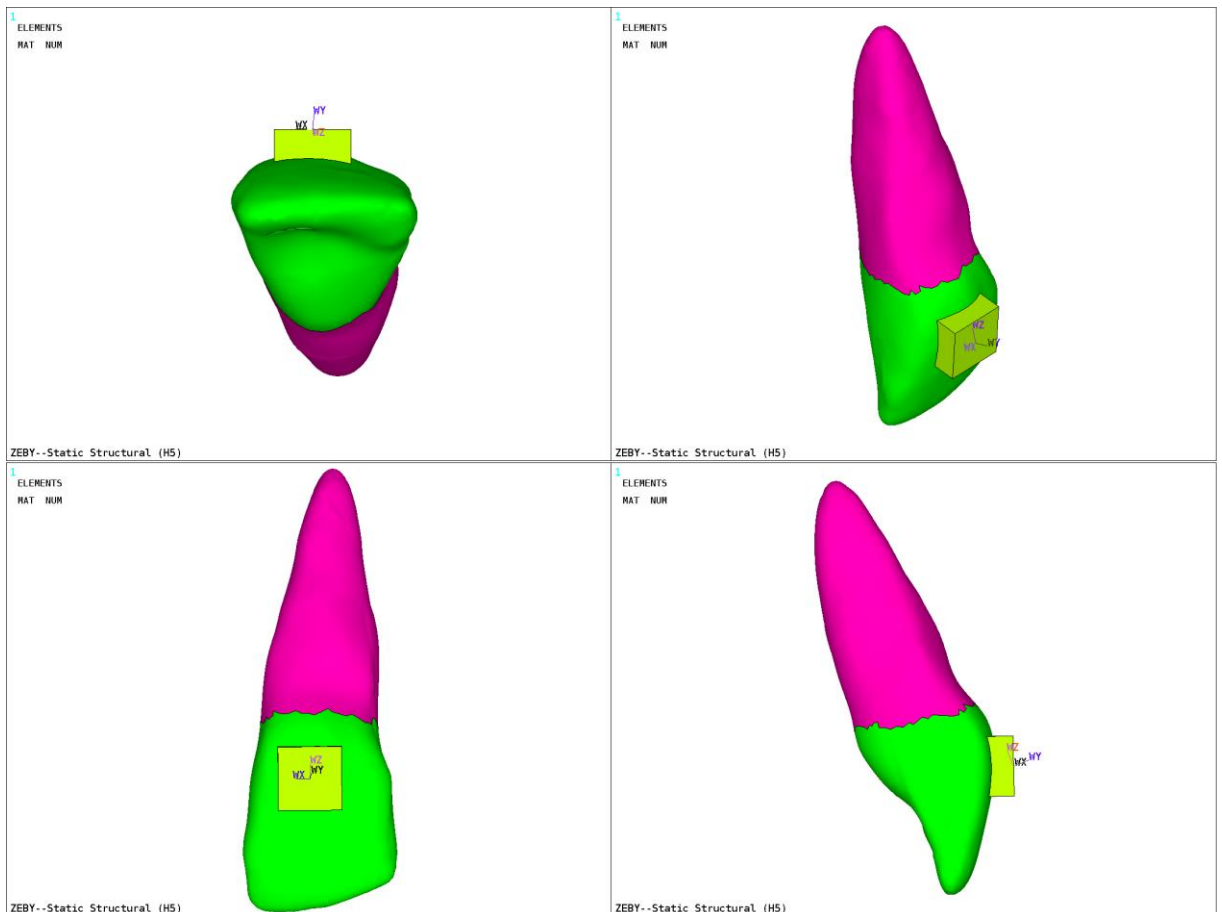 1
ELEMENTS
MAT NUM
WY
WX
WZ
ZEBY--Static Structural (H5)
1
ELEMENTS
MAT NUM
WZ
WX WY
ZEBY--Static Structural (H5)
1
ELEMENTS
MAT NUM
WZ
WX WY
ZEBY--Static Structural (H5)
1
ELEMENTS
MAT NUM
WZ
WX WY
ZEBY--Static Structural (H5)